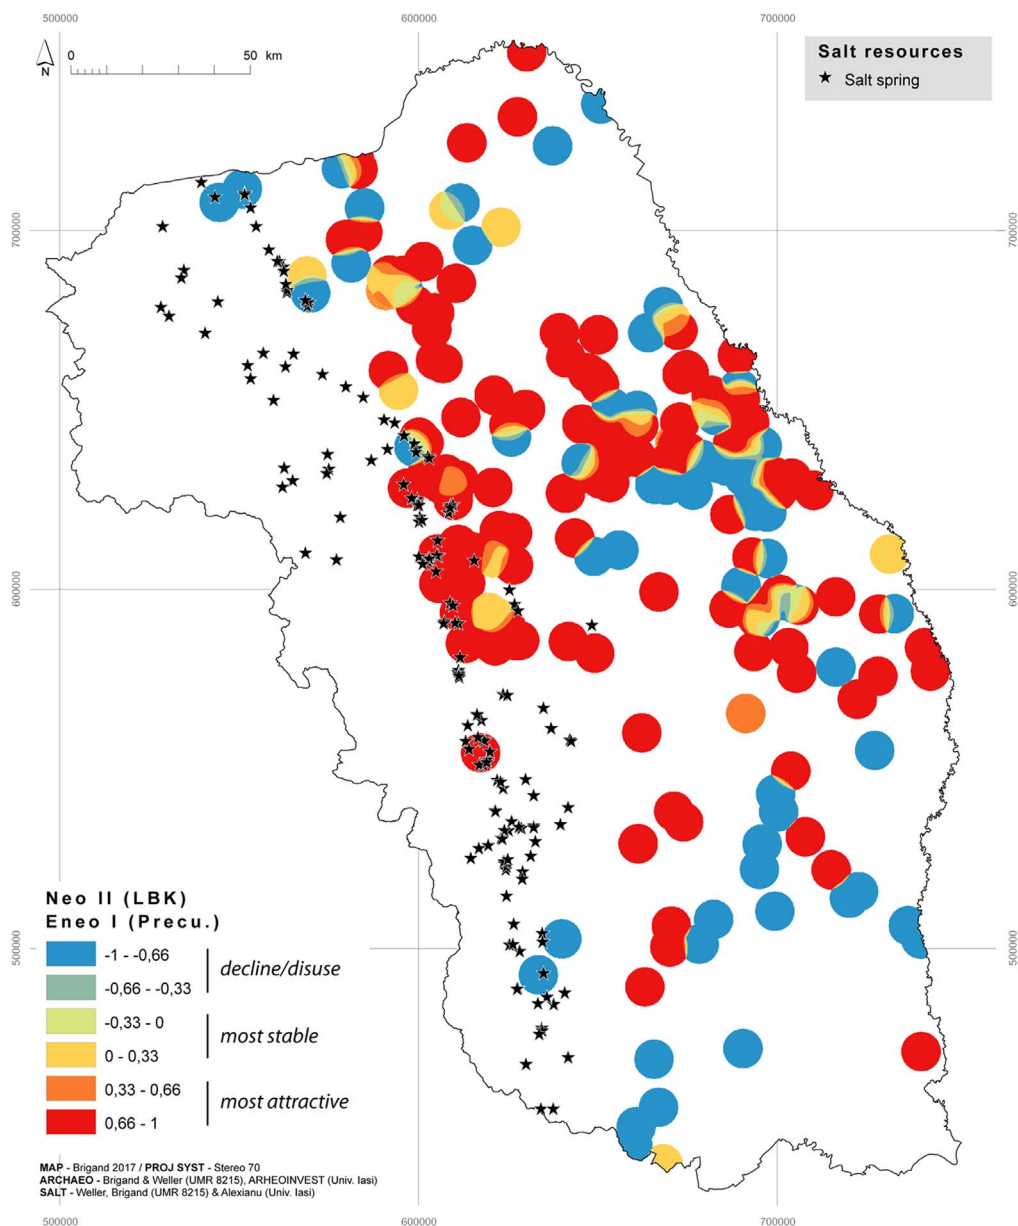 500000
600000
700000
0
50 km
N
Salt resources
Salt spring
700000
700000
600000
600000
500000
500000
Neo II (LBK)
Eneo I (Precu.)
-1 - -0,66
-0,66 - -0,33
decline/disuse
-0,33 - 0
0 - 0,33
most stable
0,33 - 0,66
0,66 - 1
most attractive
MAP - Brigand 2017 / PROJ SYST - Stereo 70
ARCHAEO - Brigand & Weller (UMR 8215), ARHEOINVEST (Univ. Iasi)
SALT - Weller, Brigand (UMR 8215) & Alexianu (Univ. Iasi)
500000
600000
700000